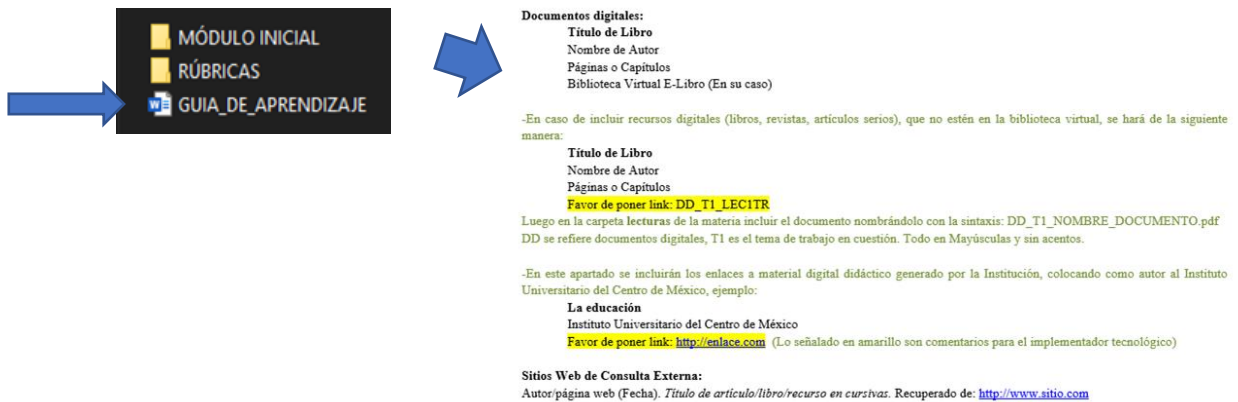 MÓDULO INICIAL
RÚBRICAS
GUIA_DE_APRENDIZAJE
Documentos digitales:
Título de Libro
Nombre de Autor
Páginas o Capítulos
Biblioteca Virtual E-Libro (En su caso)
-En caso de incluir recursos digitales (libros, revistas, artículos serios), que no estén en la biblioteca virtual, se hará de la siguiente
manera:
Título de Libro
Nombre de Autor
Páginas o Capítulos
Favor de poner link: DD_T1_LEC1TR
Luego en la carpeta lecturas de la materia incluir el documento nombrándolo con la sintaxis: DD_T1_NOMBRE_DOCUMENTO.pdf
DD se refiere documentos digitales, T1 es el tema de trabajo en cuestión. Todo en Mayúsculas y sin acentos.
-En este apartado se incluirán los enlaces a material digital didáctico generado por la Institución, colocando como autor al Instituto
Universitario del Centro de México, ejemplo:
La educación
Instituto Universitario del Centro de México
Favor de poner link: http://enlace.com (Lo señalado en amarillo son comentarios para el implementador tecnológico)
Sitios Web de Consulta Externa:
Autor/página web (Fecha). Título de artículo/libro/recurso en cursivas. Recuperado de: http://www.sitio.com